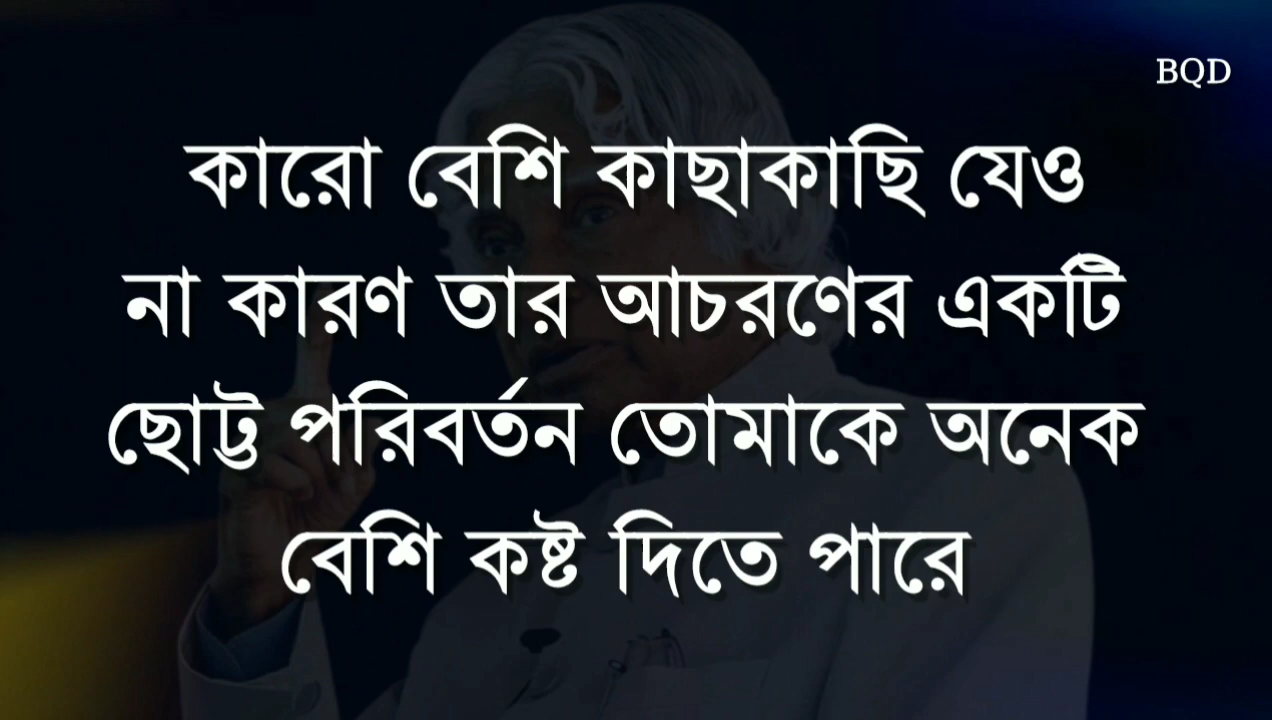 BQD
কারো বেশি কাছাকাছি যেও
না কারণ তার আচরণের একটি
ছোট্ট পরিবর্তন তোমাকে অনেক
বেশি কষ্ট দিতে পারে